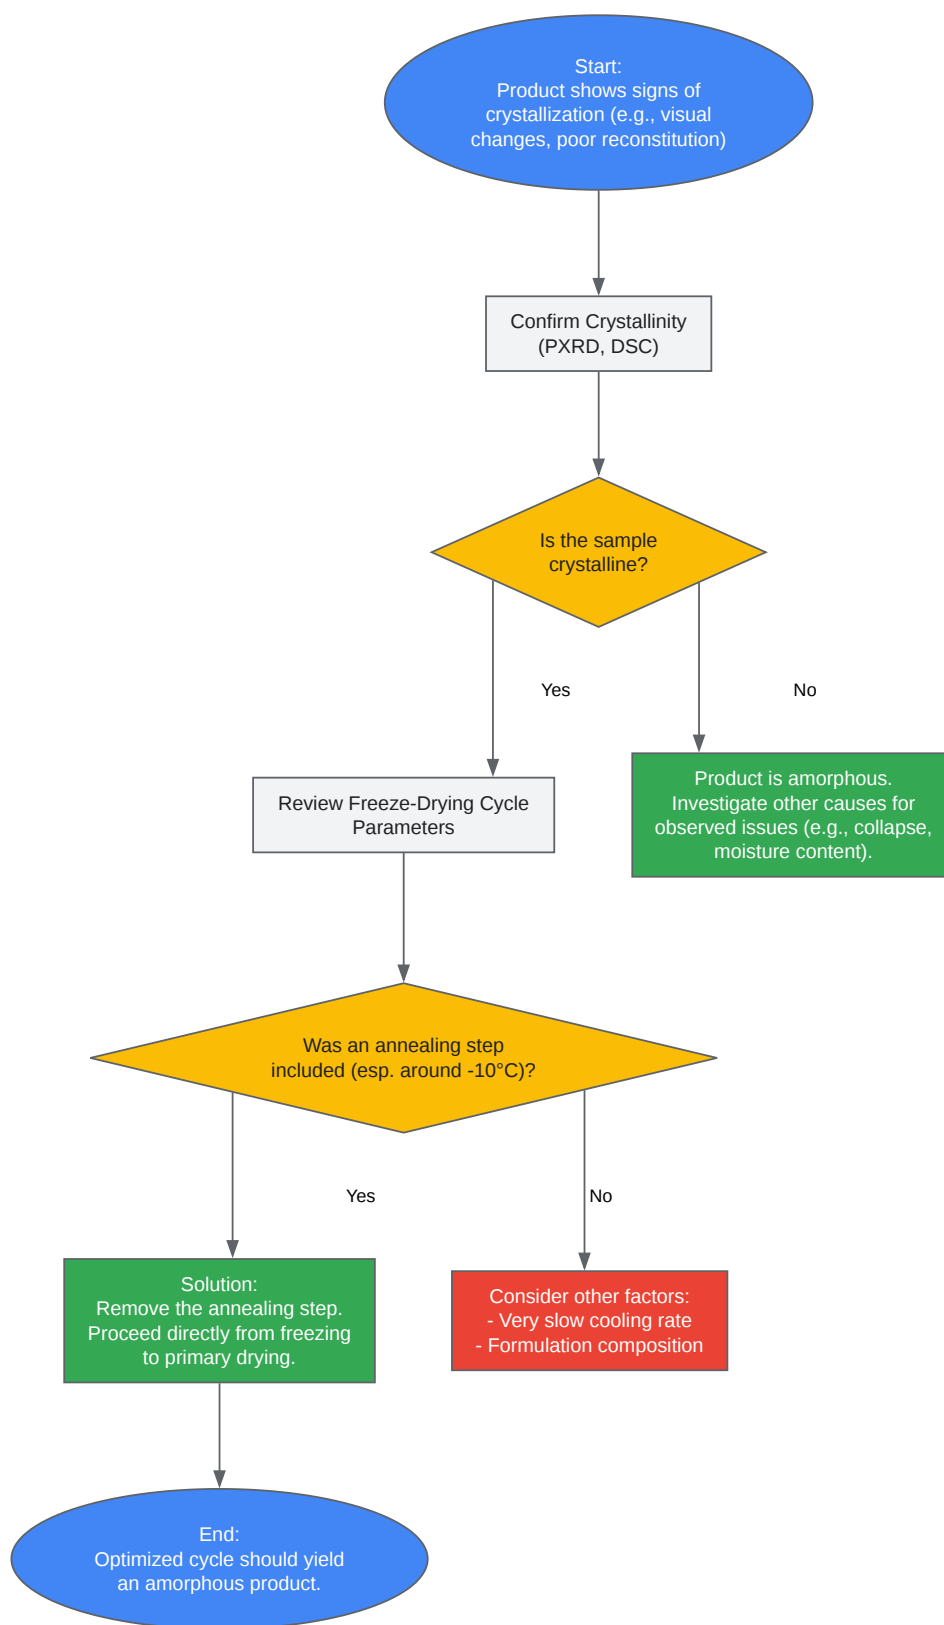 Start:
Product shows signs of
crystallization (e.g., visual
changes, poor reconstitution)
Confirm Crystallinity
(PXRD, DSC)
Is the sample
crystalline?
Yes
No
Product is amorphous.
Investigate other causes for
observed issues (e.g., collapse,
moisture content).
Review Freeze-Drying Cycle
Parameters
Was an annealing step
included (esp. around -10°C)?
Yes
No
Solution:
Remove the annealing step.
Proceed directly from freezing
to primary drying.
Consider other factors:
- Very slow cooling rate
- Formulation composition
End:
Optimized cycle should yield
an amorphous product.